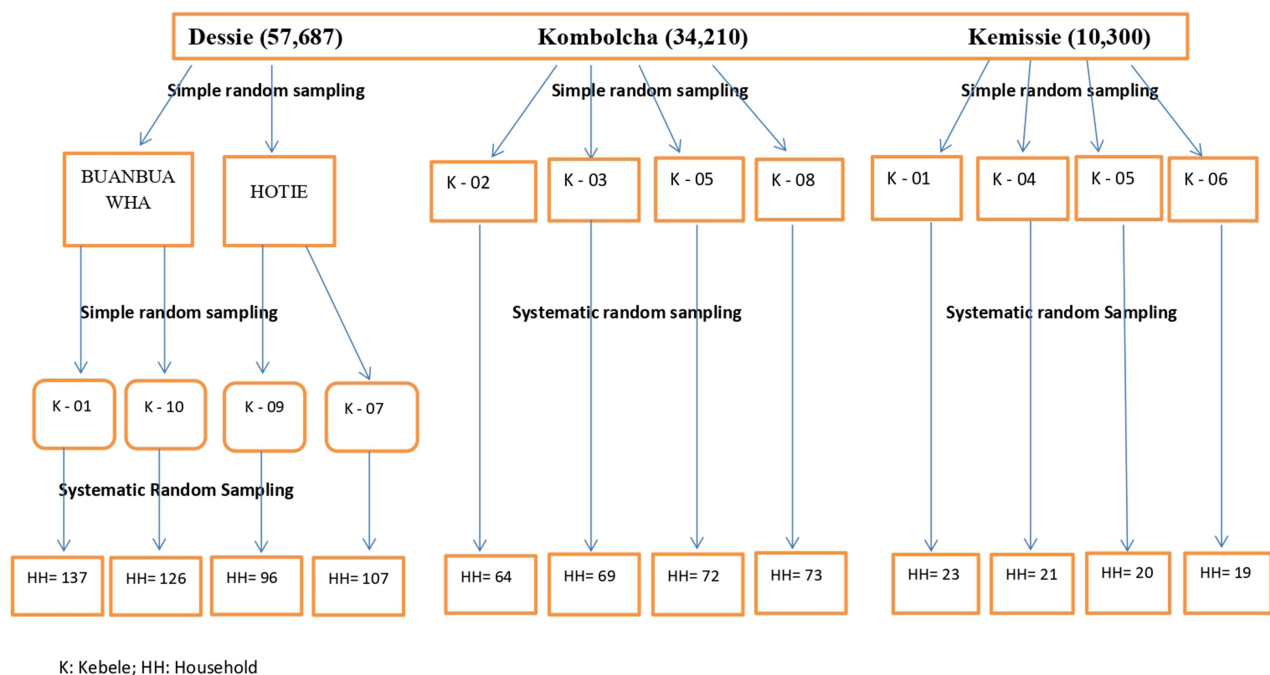 Dessie (57,687) Kombolcha (34,210) Kemissie (10,300)
Simple random sampling Simple random sampling Simple random sampling
BUANBUA
WHA
HOTIE
K - 02 K - 03 K - 05 K - 08 K - 01 K - 04 K - 05 K - 06
Simple random sampling Systematic random sampling Systematic random Sampling
K - 01 K - 10 K - 09 K - 07
Systematic Random Sampling
HH= 137 HH= 126 HH= 96 HH= 107 HH= 64 HH= 69 HH= 72 HH= 73 HH= 23 HH= 21 HH= 20 HH= 19
K: Kebele; HH: Household